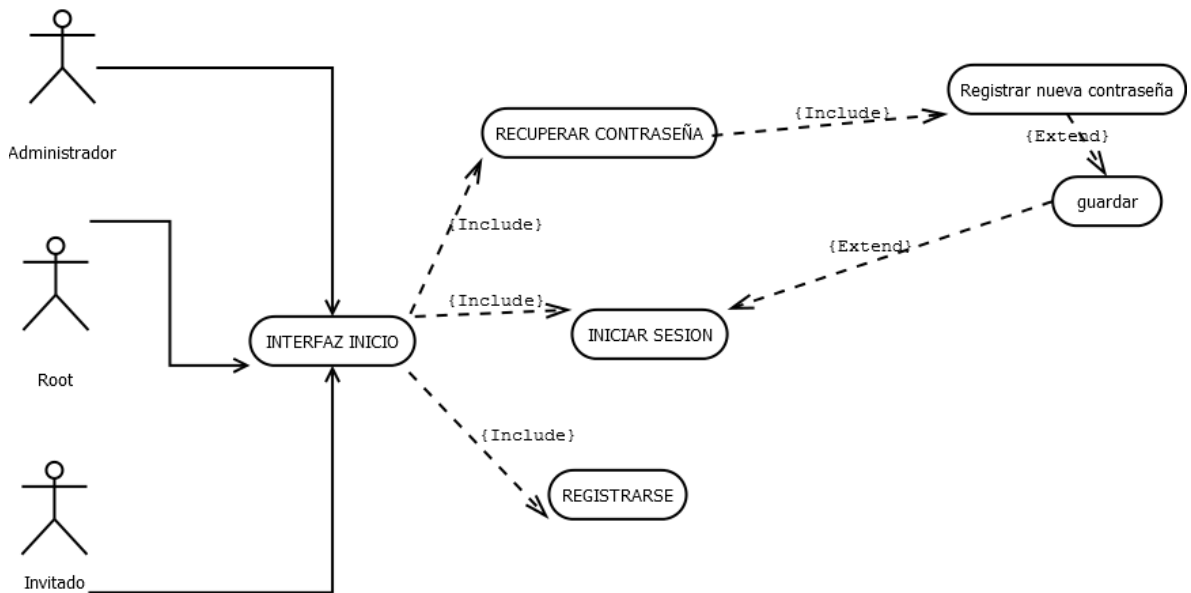 Administrador
Root
Invitado
INTERFAZ INICIO
{Include}
RECUPERAR CONTRASEÑA
{Include}
Registrar nueva contraseña
{Extend}
guardar
{Extend}
{Include}
INICIAR SESION
{Include}
REGISTRARSE